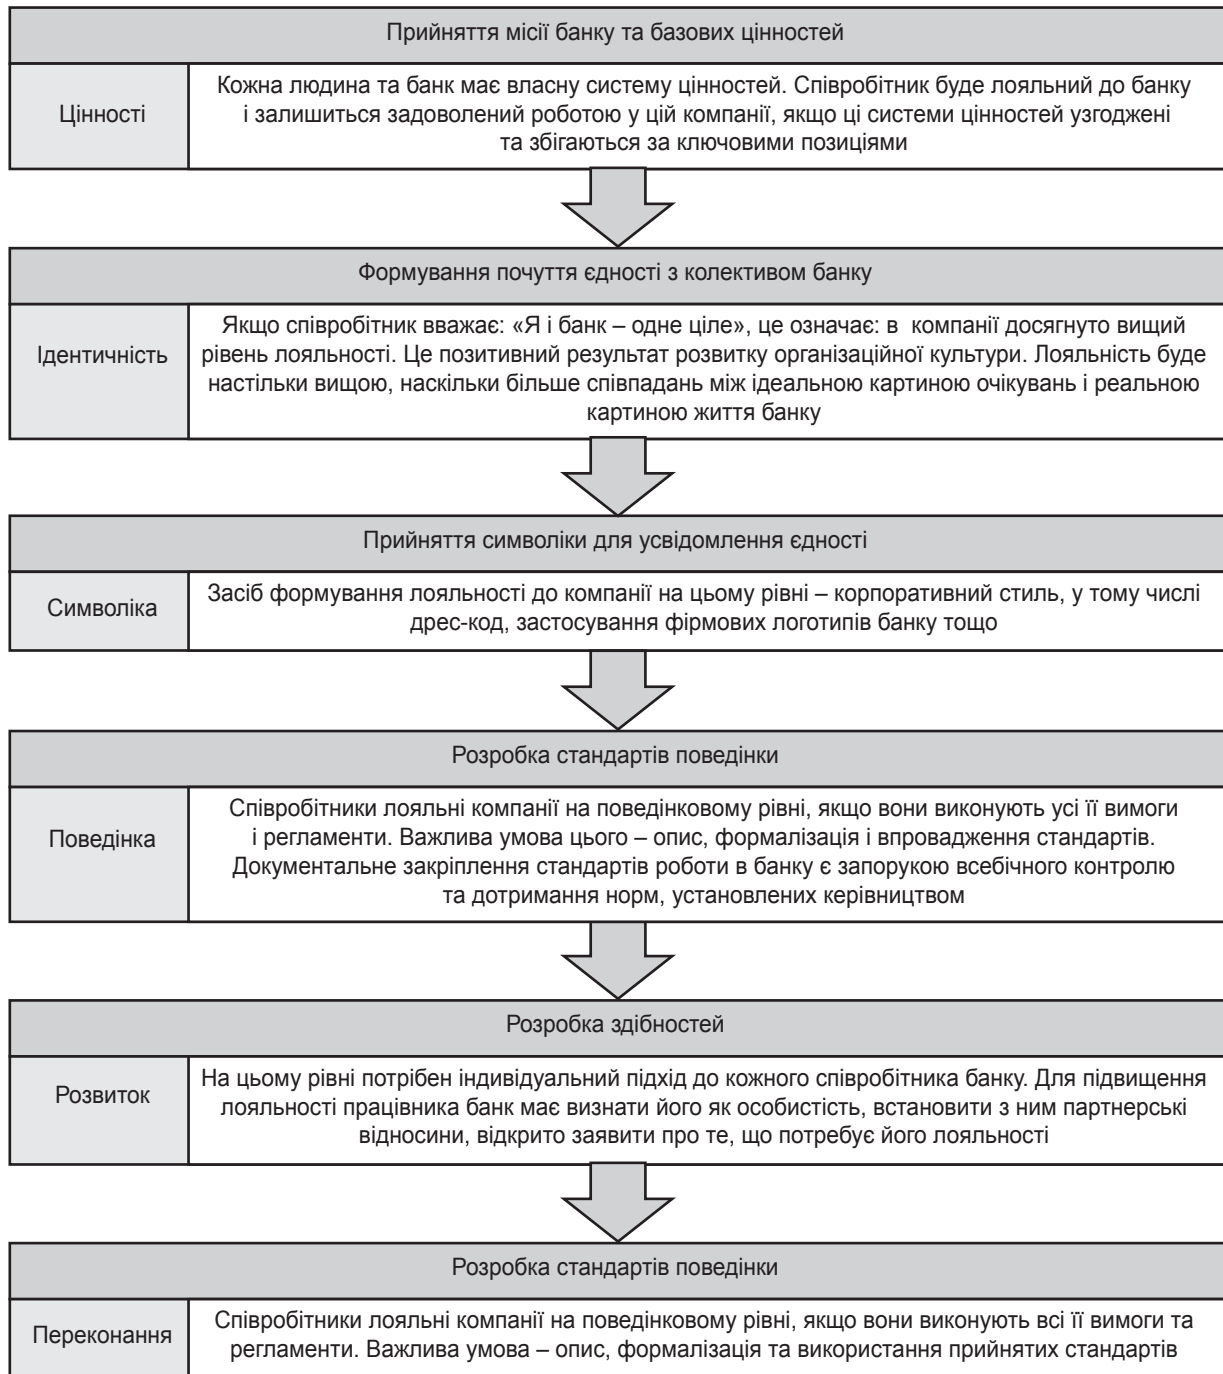 Прийняття місії банку та базових цінностей
Цінності
Кожна людина та банк має власну систему цінностей. Співробітник буде лояльний до банку
і залишиться задоволений роботою у цій компанії, якщо ці системи цінностей узгоджені
та збігаються за ключовими позиціями
Формування почуття єдності з колективом банку
Ідентичність
Якщо співробітник вважає: «Я і банк – одне ціле», це означає: в компанії досягнуто вищий
рівень лояльності. Це позитивний результат розвитку організаційної культури. Лояльність буде
настільки вищою, наскільки більше співпадань між ідеальною картиною очікувань і реальною
картиною життя банку
Прийняття символіки для усвідомлення єдності
Символіка
Засіб формування лояльності до компанії на цьому рівні – корпоративний стиль, у тому числі
дрес-код, застосування фірмових логотипів банку тощо
Розробка стандартів поведінки
Поведінка
Співробітники лояльні компанії на поведінковому рівні, якщо вони виконують усі її вимоги
і регламенти. Важлива умова цього – опис, формалізація і впровадження стандартів.
Документальне закріплення стандартів роботи в банку є запорукою всебічного контролю
та дотримання норм, установлених керівництвом
Розробка здібностей
Розвиток
На цьому рівні потрібен індивідуальний підхід до кожного співробітника банку. Для підвищення
лояльності працівника банк має визнати його як особистість, встановити з ним партнерські
відносини, відкрито заявити про те, що потребує його лояльності
Розробка стандартів поведінки
Переконання
Співробітники лояльні компанії на поведінковому рівні, якщо вони виконують всі її вимоги та
регламенти. Важлива умова – опис, формалізація та використання прийнятих стандартів